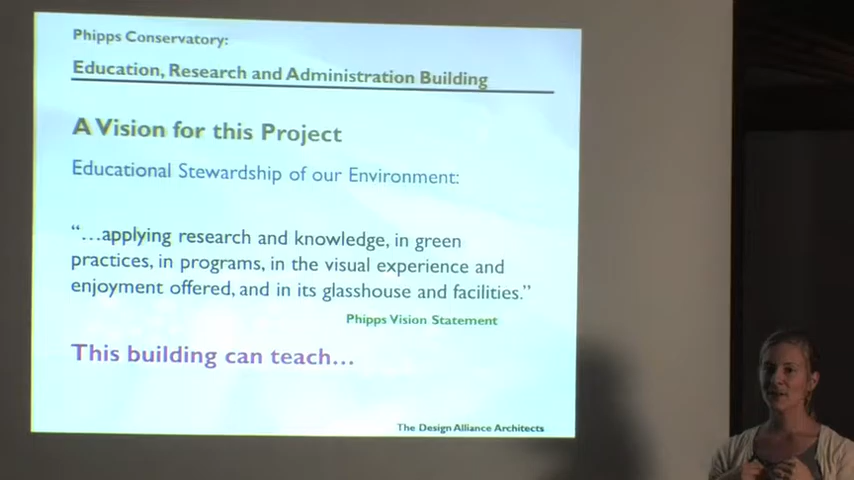 Phipps Conservatory:
Education, Research and Administration Building
A Vision for this Project
Educational Stewardship of our Environment:
“...applying research and knowledge, in green
practices, in programs, in the visual experience and
enjoyment offered, and in its glasshouse and facilities.”
Phipps Vision Statement
This building can teach...
The Design Alliance Architects